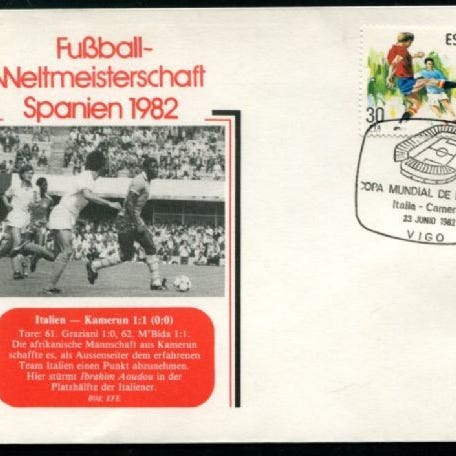 Fußball-
Weltmeisterschaft
Spanien 1982
Italien — Kamerun 1:1 (0:0)
Tore: 61. Graziani 1:0, 62. M'Bida 1:1.
Die afrikanische Mannschaft aus Kamerun
schaffte es, als Aussenseiter dem erfahrenen
Team Italien einen Punkt abzunehmen.
Hier stürmt Ibrahim Aoudou in der
Platzhälfte der Italiener.
Bild: EFE
ES
30
PTA
COPA MUNDIAL DE
Italia - Camer
23 JUNIO 1982
VIGO